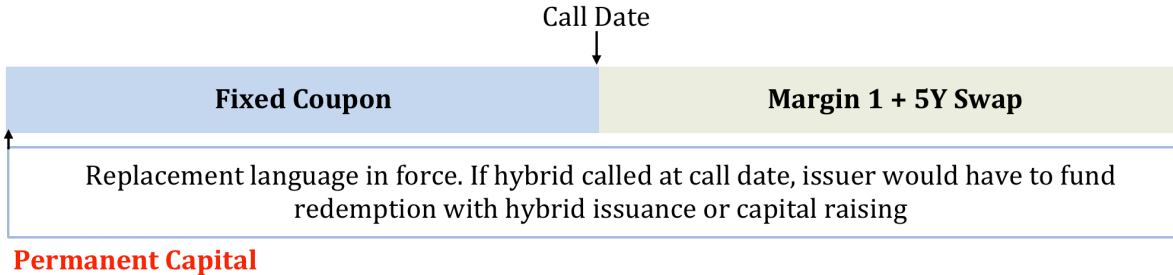 Call Date
Fixed Coupon
Margin 1 + 5Y Swap
Replacement language in force. If hybrid called at call date, issuer would have to fund
redemption with hybrid issuance or capital raising
Permanent Capital